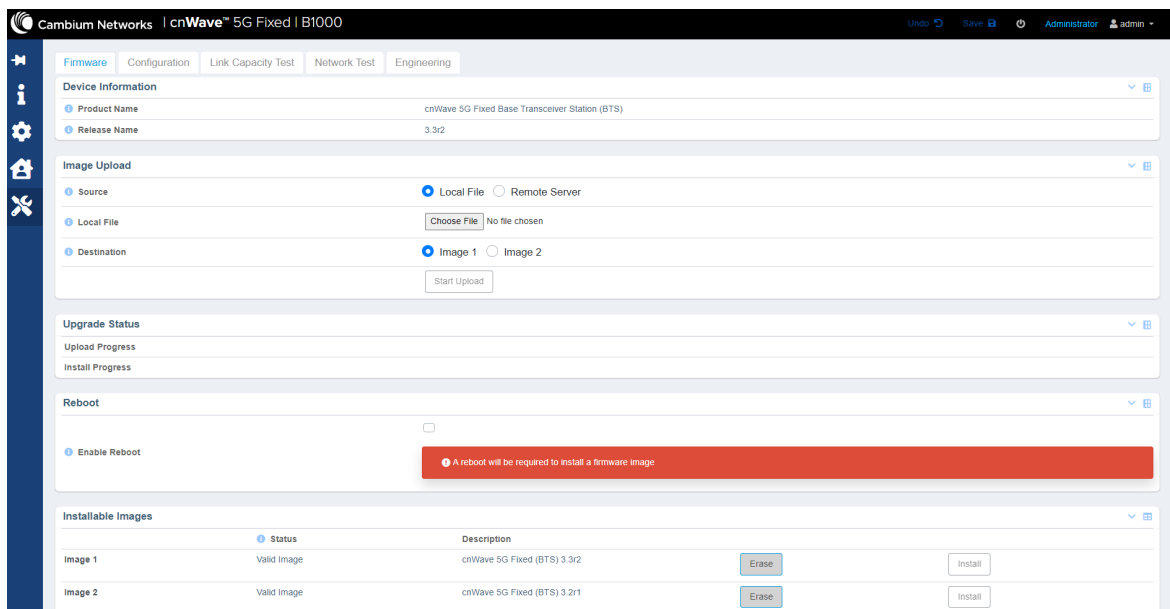 Cambium Networks | cnWave™ 5G Fixed | B1000 Undo Save Administrator admin
Firmware Configuration Link Capacity Test Network Test Engineering
Device Information
Product Name cnWave 5G Fixed Base Transceiver Station (BTS)
Release Name 3.3r2
Image Upload
Source Local File Remote Server
Local File Choose File No file chosen
Destination Image 1 Image 2
Start Upload
Upgrade Status
Upload Progress
Install Progress
Reboot
Enable Reboot
A reboot will be required to install a firmware image
Installable Images
Status Description
Image 1 Valid Image cnWave 5G Fixed (BTS) 3.3r2 Erase Install
Image 2 Valid Image cnWave 5G Fixed (BTS) 3.2r1 Erase Install